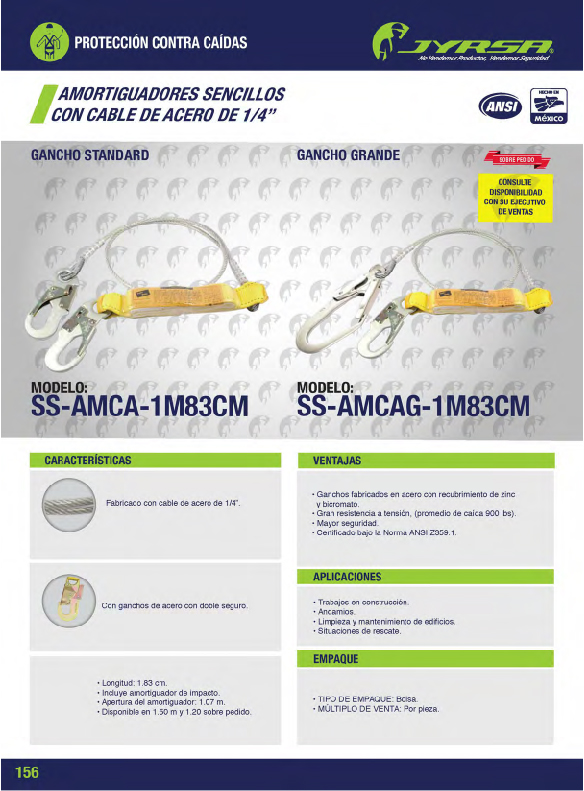 PROTECCIÓN CONTRA CAÍDAS
JYRSA
No Vendemos Productos, Vendemos Seguridad
AMORTIGUADORES SENCILLOS
CON CABLE DE ACERO DE 1/4”
ANSI
HECHO EN
MÉXICO
GANCHO STANDARD
GANCHO GRANDE
SOBRE PEDIDO
CONSULTE
DISPONIBILIDAD
CON SU EJECUTIVO
DE VENTAS
MODELO:
SS-AMCA-1M83CM
MODELO:
SS-AMCAG-1M83CM
CARACTERÍSTICAS
Fabricado con cable de acero de 1/4”.
Con ganchos de acero con doble seguro.
• Longitud: 1.83 cm.
• Incluye amortiguador de impacto.
• Apertura del amortiguador: 1.07 m.
• Disponible en 1.50 m y 1.20 sobre pedido.
VENTAJAS
• Ganchos fabricados en acero con recubrimiento de zinc
y bicromato.
• Gran resistencia a tensión, (promedio de caída 900 lbs).
• Mayor seguridad.
• Certificado bajo la Norma ANSI Z359.1.
APLICACIONES
• Trabajos en construcción.
• Andamios.
• Limpieza y mantenimiento de edificios.
• Situaciones de rescate.
EMPAQUE
• TIPO DE EMPAQUE: Bolsa.
• MÚLTIPLO DE VENTA: Por pieza.
156